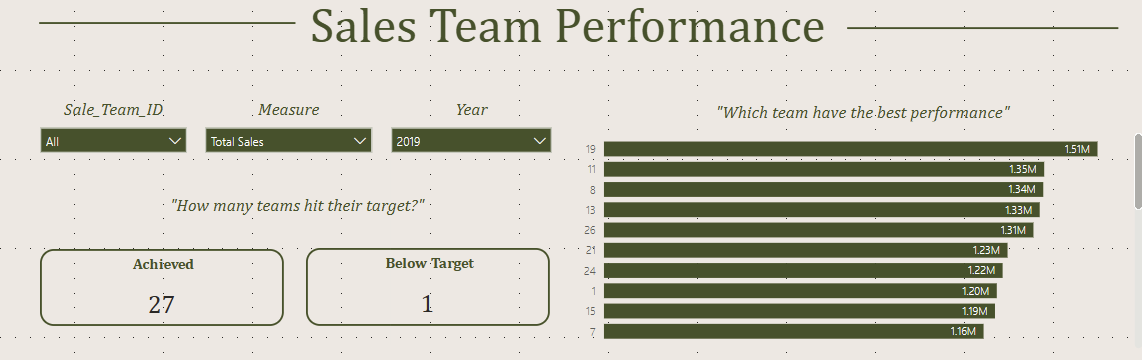 Sales Team Performance
Sale_Team_ID
Measure
Year
All
Total Sales
2019
"How many teams hit their target?"
Achieved
27
Below Target
1
"Which team have the best performance"
19 1.51M
11 1.35M
8 1.34M
13 1.33M
26 1.31M
21 1.23M
24 1.22M
1 1.20M
15 1.19M
7 1.16M